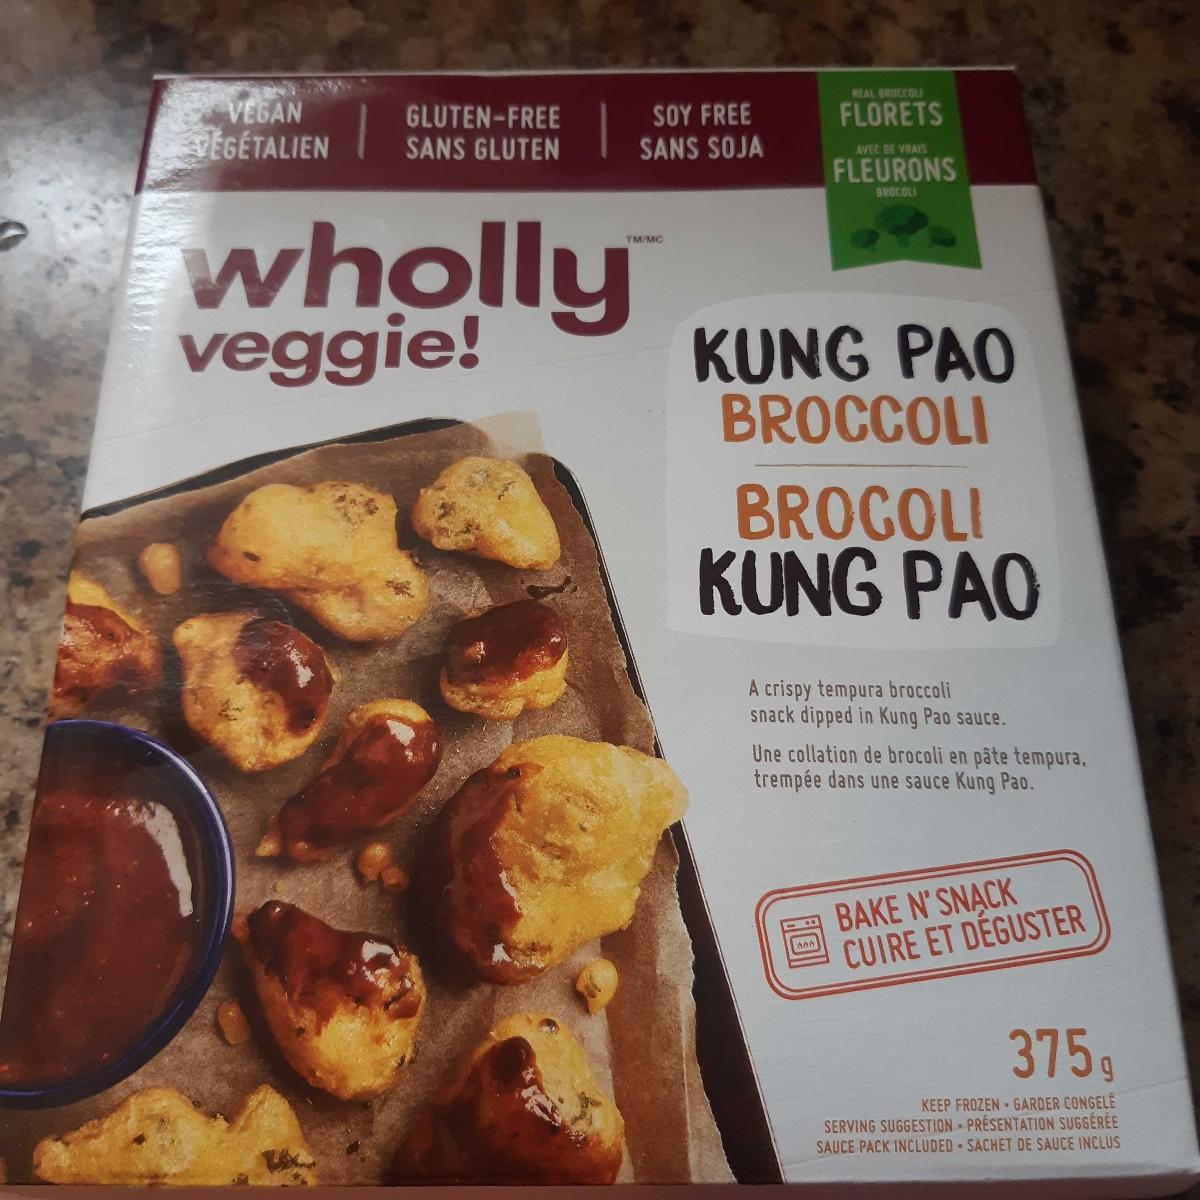 VEGAN
VÉGÉTALIEN
GLUTEN-FREE
SANS GLUTEN
SOY FREE
SANS SOJA
REAL BROCCOLI
FLORETS
AVEC DE VRAIS
FLEURONS
BROCOLI
wholly TM/MC
veggie!
KUNG PAO
BROCCOLI
BROCOLI
KUNG PAO
A crispy tempura broccoli
snack dipped in Kung Pao sauce.
Une collation de brocoli en pâte tempura,
trempée dans une sauce Kung Pao.
BAKE N' SNACK
CUIRE ET DÉGUSTER
375 g
KEEP FROZEN • GARDER CONGELÉ
SERVING SUGGESTION • PRÉSENTATION SUGGÉRÉE
SAUCE PACK INCLUDED • SACHET DE SAUCE INCLUS